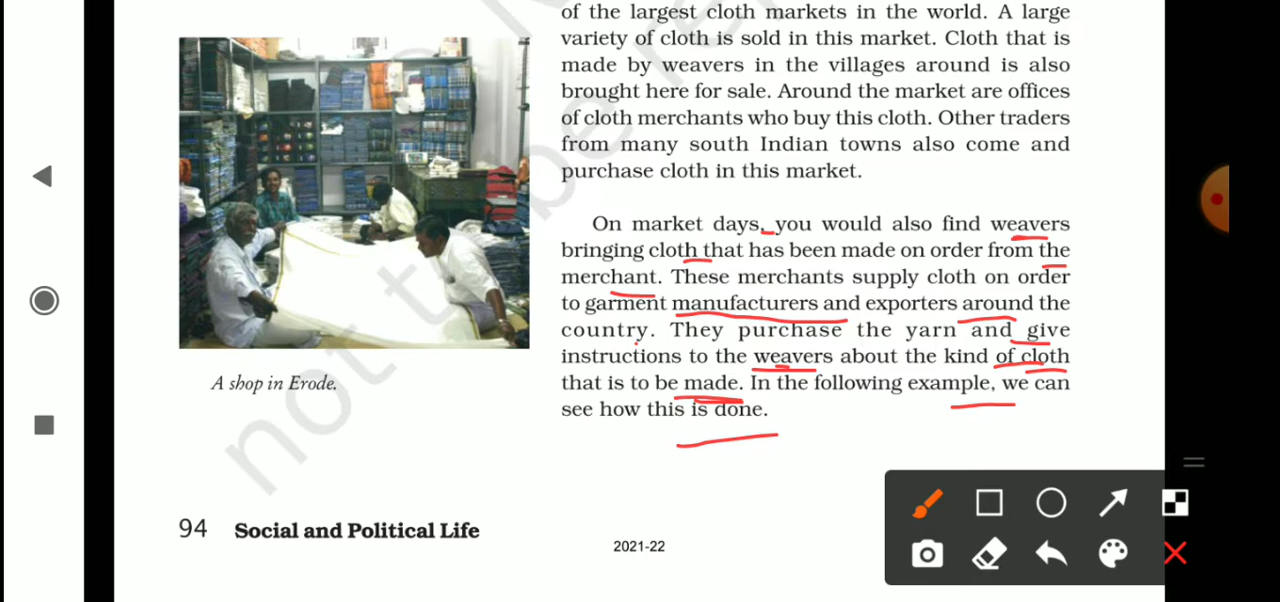 of the largest cloth markets in the world. A large
variety of cloth is sold in this market. Cloth that is
made by weavers in the villages around is also
brought here for sale. Around the market are offices
of cloth merchants who buy this cloth. Other traders
from many south Indian towns also come and
purchase cloth in this market.
On market days, you would also find weavers
bringing cloth that has been made on order from the
merchant. These merchants supply cloth on order
to garment manufacturers and exporters around the
country. They purchase the yarn and give
instructions to the weavers about the kind of cloth
that is to be made. In the following example, we can
see how this is done.
A shop in Erode.
94 Social and Political Life
2021-22
not to be re